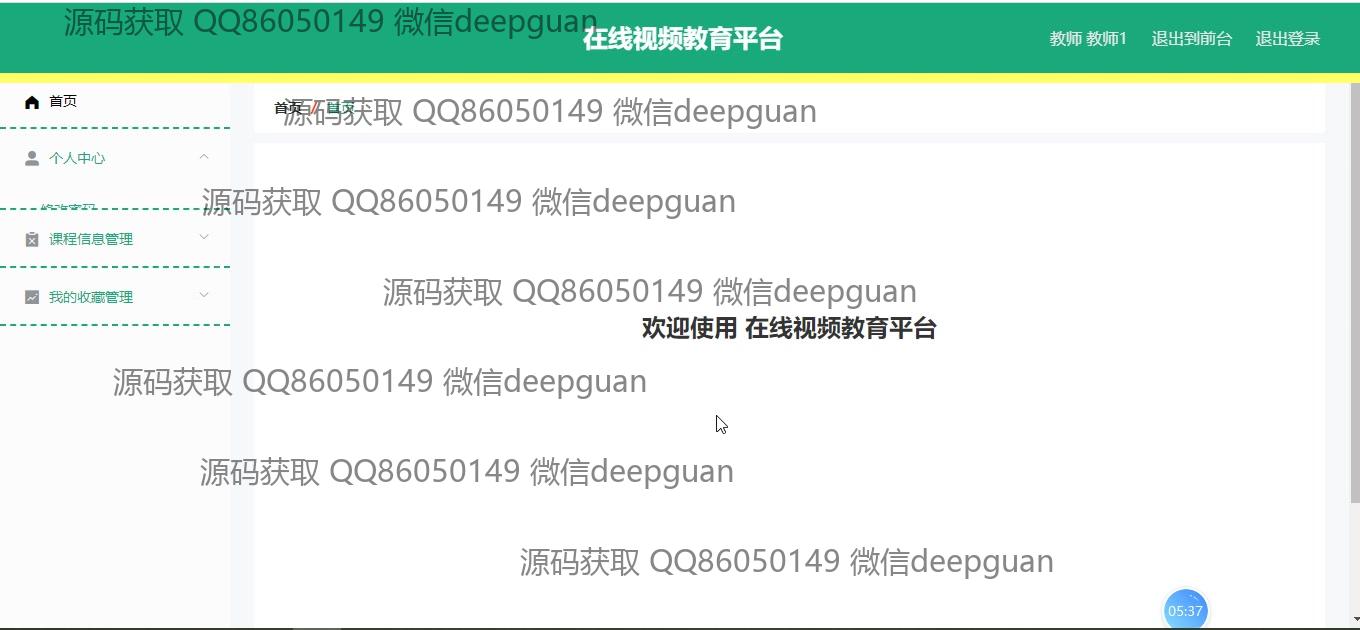 源码获取 QQ86050149 微信deepguan
在线视频教育平台
教师 教师1 退出到前台 退出登录
首页
首页 // 首页
源码获取 QQ86050149 微信deepguan
个人中心
修改密码
源码获取 QQ86050149 微信deepguan
课程信息管理
源码获取 QQ86050149 微信deepguan
我的收藏管理
欢迎使用 在线视频教育平台
源码获取 QQ86050149 微信deepguan
源码获取 QQ86050149 微信deepguan
源码获取 QQ86050149 微信deepguan
05:37